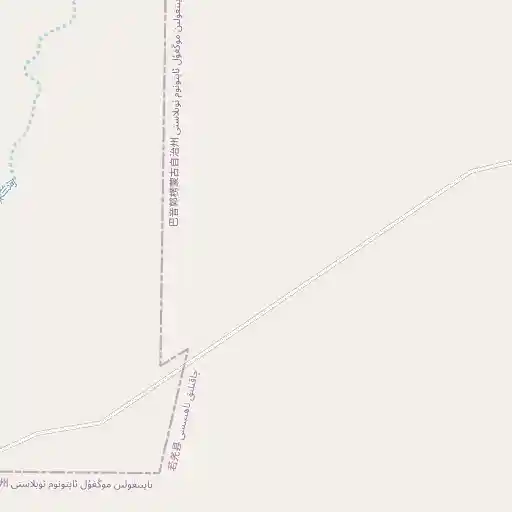 巴音郭楞蒙古自治州 بايىنغولىن موڭغۇل ئاپتونوم ئوبلاستى
若羌县 چاقىلىق ناھىيىسى
州 بايىنغولىن موڭغۇل ئاپتونوم ئوبلاستى